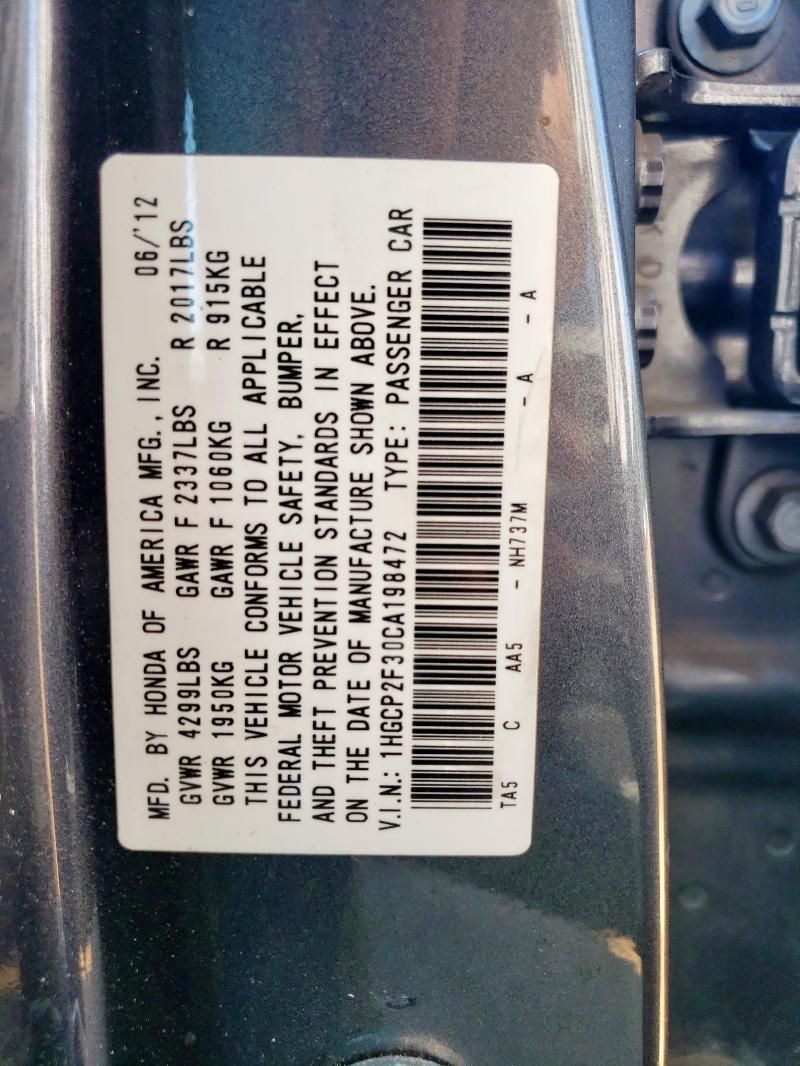 MFD. BY HONDA OF AMERICA MFG., INC. 06/'12
GVWR 4299LBS GAWR F 2337LBS R 2017LBS
GVWR 1950KG GAWR F 1060KG R 915KG
THIS VEHICLE CONFORMS TO ALL APPLICABLE
FEDERAL MOTOR VEHICLE SAFETY, BUMPER,
AND THEFT PREVENTION STANDARDS IN EFFECT
ON THE DATE OF MANUFACTURE SHOWN ABOVE.
V.I.N.: 1HGCP2F30CA198472 TYPE: PASSENGER CAR
TA5 C AA5 - NH737M - A - A